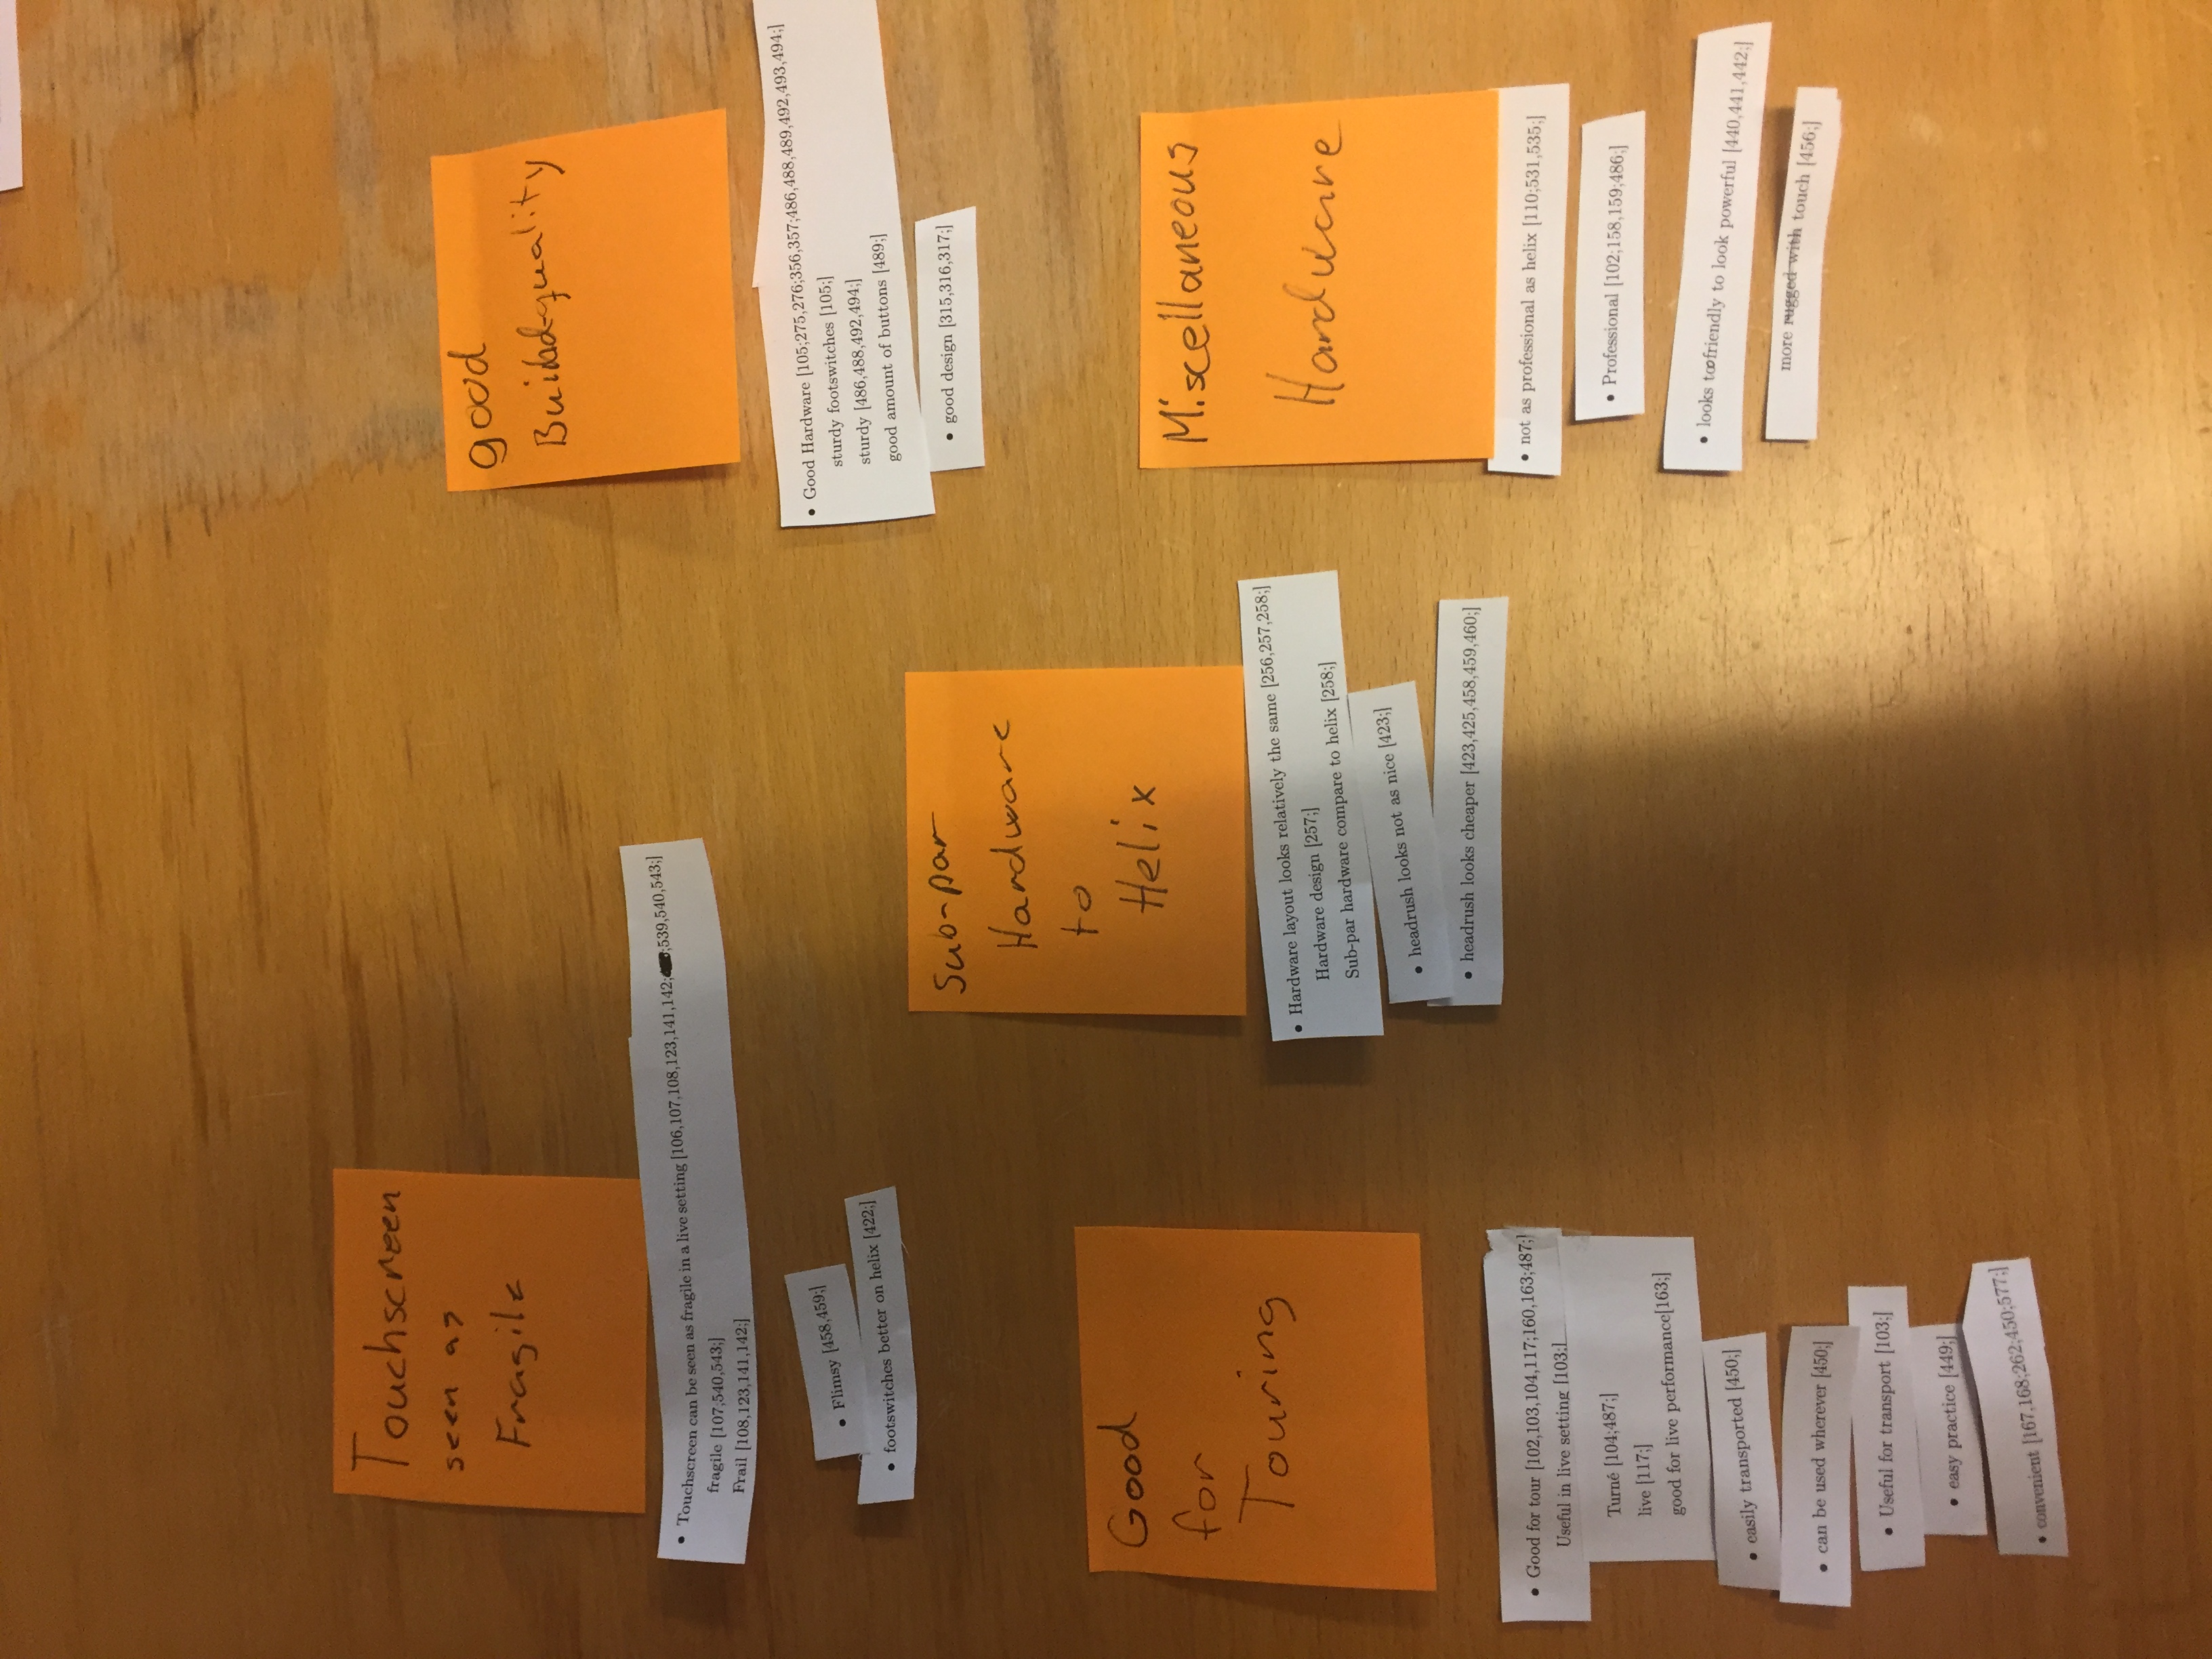 Touchscreen
seen as
Fragile
• Touchscreen can be seen as fragile in a live setting [106,107,108,123,141,142;;539,540,543;]
fragile [107;540,543;]
Frail [108,123,141,142;]
• Flimsy [458,459;]
• footswitches better on helix [422;]
good
Build-quality
• Good Hardware [105;275,276;356,357;486,488,489,492,493,494;]
sturdy footswitches [105;]
sturdy [486,488,492,494;]
good amount of buttons [489;]
• good design [315,316,317;]
Sub-par
Hardware
to
Helix
• Hardware layout looks relatively the same [256,257,258;]
Hardware design [257;]
Sub-par hardware compare to helix [258;]
• headrush looks not as nice [423;]
• headrush looks cheaper [423,425,458,459,460;]
Good
for
Touring
• Good for tour [102,103,104,117;160,163;487;]
Useful in live setting [103;]
Turné [104;487;]
live [117;]
good for live performance[163;]
• easily transported [450;]
• can be used wherever [450;]
• Useful for transport [103;]
• easy practice [449;]
• convenient [167,168;262;450;577;]
Miscellaneous
Hardware
• not as professional as helix [110;531,535;]
• Professional [102;158,159;486;]
• looks toofriendly to look powerful [440,441,442;]
more rugged with touch [456;]